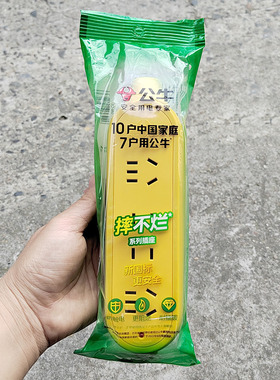 公牛
安全用电专家
10户中国家庭
7户用公牛
摔不烂
系列插座
新国标
更安全